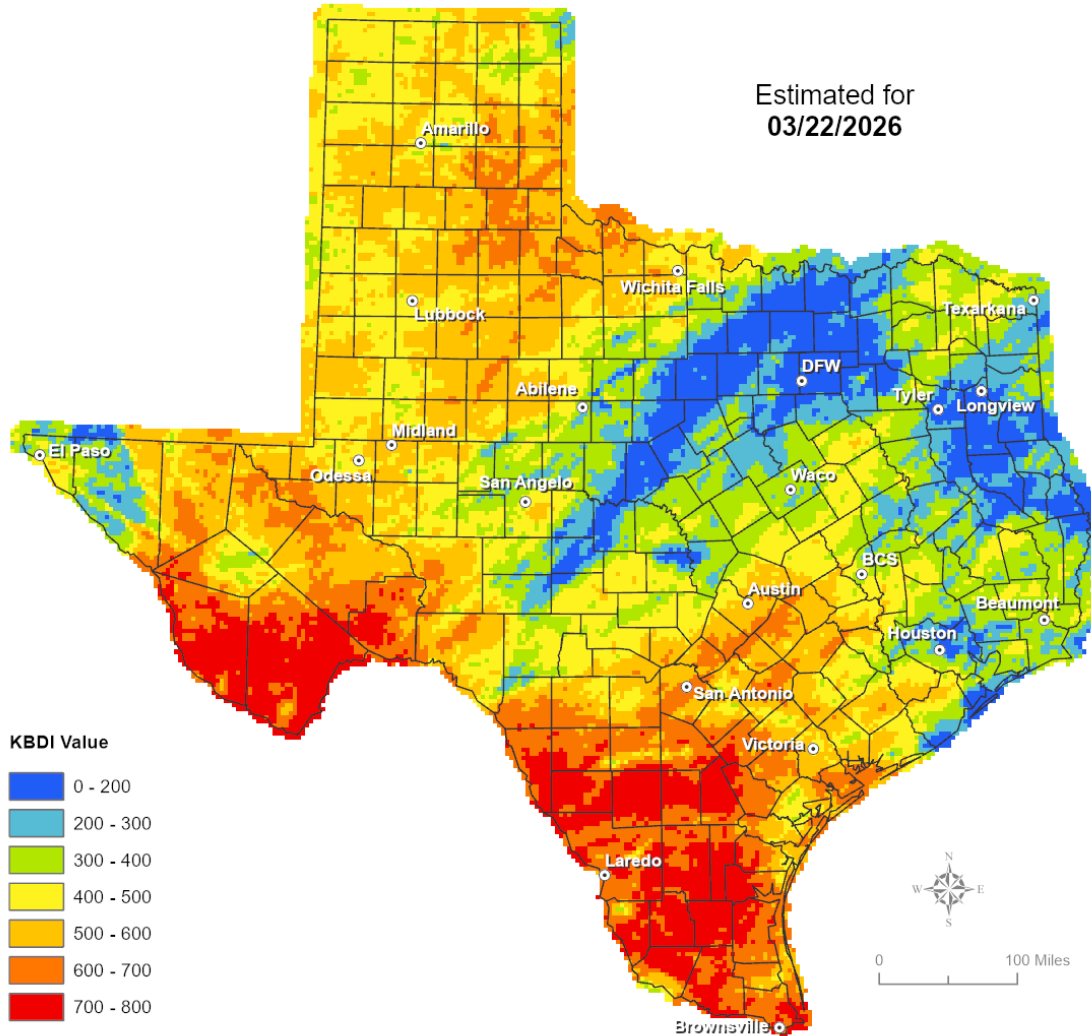 Estimated for
03/22/2026
Amarillo
Wichita Falls
Lubbock
Texarkana
DFW
Abilene
Tyler
Longview
Midland
El Paso
Odessa
San Angelo
Waco
BCS
Austin
Beaumont
Houston
San Antonio
Victoria
Laredo
Brownsville
KBDI Value
0 - 200
200 - 300
300 - 400
400 - 500
500 - 600
600 - 700
700 - 800
N
W E
S
0 100 Miles